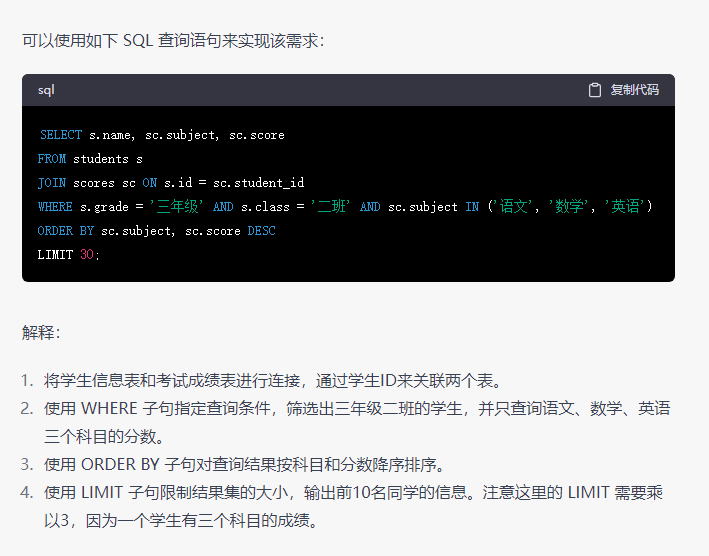 可以使用如下 SQL 查询语句来实现该需求：
sql
复制代码
SELECT s.name, sc.subject, sc.score
FROM students s
JOIN scores sc ON s.id = sc.student_id
WHERE s.grade = '三年级' AND s.class = '二班' AND sc.subject IN ('语文', '数学', '英语')
ORDER BY sc.subject, sc.score DESC
LIMIT 30;
解释：
1. 将学生信息表和考试成绩表进行连接，通过学生ID来关联两个表。
2. 使用 WHERE 子句指定查询条件，筛选出三年级二班的学生，并只查询语文、数学、英语
三个科目的分数。
3. 使用 ORDER BY 子句对查询结果按科目和分数降序排序。
4. 使用 LIMIT 子句限制结果集的大小，输出前10名同学的信息。注意这里的 LIMIT 需要乘
以3，因为一个学生有三个科目的成绩。